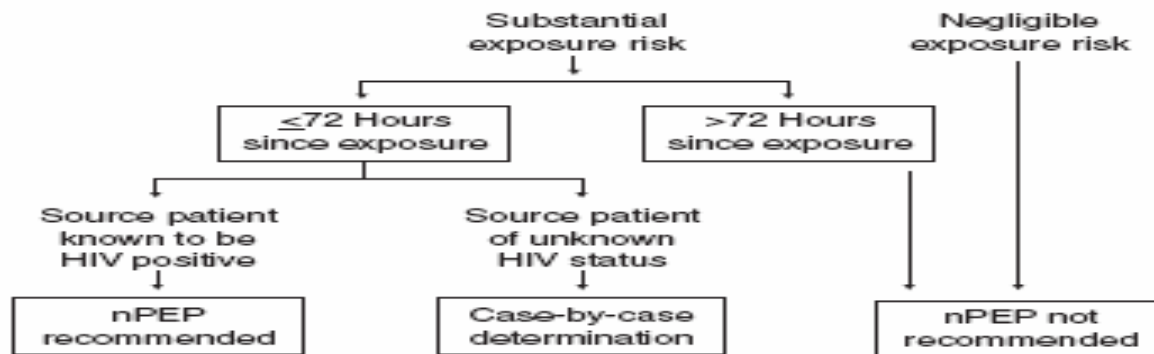 Substantial
exposure risk
Negligible
exposure risk
≤72 Hours
since exposure
>72 Hours
since exposure
Source patient
known to be
HIV positive
Source patient
of unknown
HIV status
nPEP
recommended
Case-by-case
determination
nPEP not
recommended